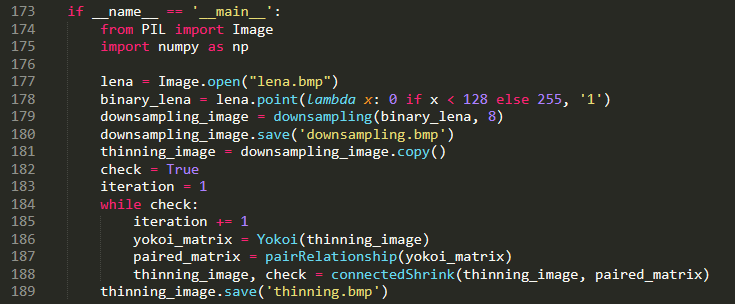 173 if __name__ == '__main__':
174     from PIL import Image
175     import numpy as np
176
177     lena = Image.open("lena.bmp")
178     binary_lena = lena.point(lambda x: 0 if x < 128 else 255, '1')
179     downsampling_image = downsampling(binary_lena, 8)
180     downsampling_image.save('downsampling.bmp')
181     thinning_image = downsampling_image.copy()
182     check = True
183     iteration = 1
184     while check:
185         iteration += 1
186         yokoi_matrix = Yokoi(thinning_image)
187         paired_matrix = pairRelationship(yokoi_matrix)
188         thinning_image, check = connectedShrink(thinning_image, paired_matrix)
189     thinning_image.save('thinning.bmp')